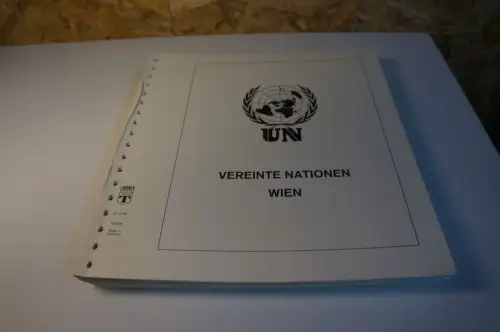 UN
VEREINTE NATIONEN
WIEN
T